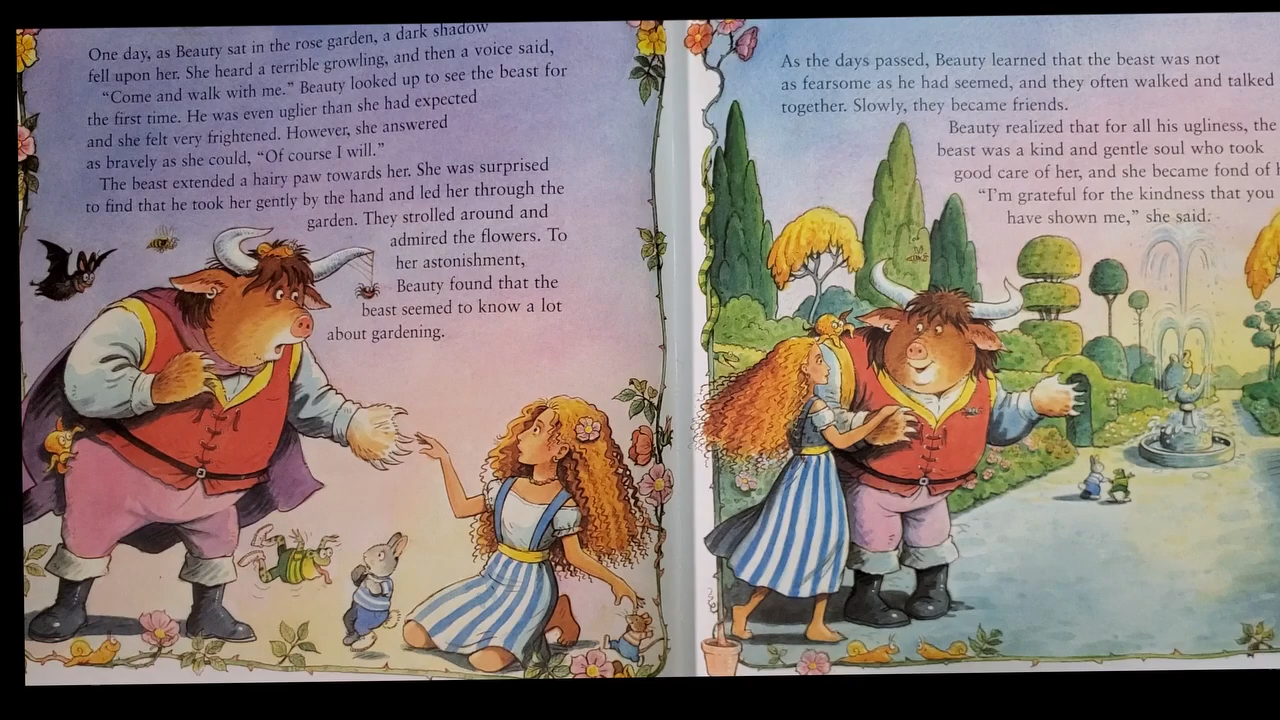 One day, as Beauty sat in the rose garden, a dark shadow
fell upon her. She heard a terrible growling, and then a voice said,
“Come and walk with me.” Beauty looked up to see the beast for
the first time. He was even uglier than she had expected
and she felt very frightened. However, she answered
as bravely as she could, “Of course I will.”
The beast extended a hairy paw towards her. She was surprised
to find that he took her gently by the hand and led her through the
garden. They strolled around and
admired the flowers. To
her astonishment,
Beauty found that the
beast seemed to know a lot
about gardening.
As the days passed, Beauty learned that the beast was not
as fearsome as he had seemed, and they often walked and talked
together. Slowly, they became friends.
Beauty realized that for all his ugliness, the
beast was a kind and gentle soul who took
good care of her, and she became fond of
“I’m grateful for the kindness that you
have shown me,” she said.